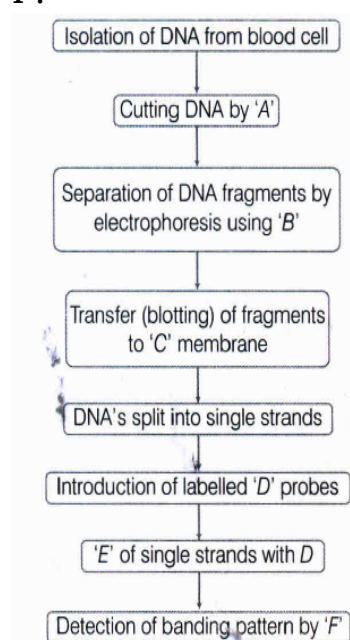 Isolation of DNA from blood cell
Cutting DNA by 'A'
Separation of DNA fragments by
electrophoresis using 'B'
Transfer (blotting) of fragments
to 'C' membrane
DNA's split into single strands
Introduction of labelled 'D' probes
'E' of single strands with D
Detection of banding pattern by 'F'